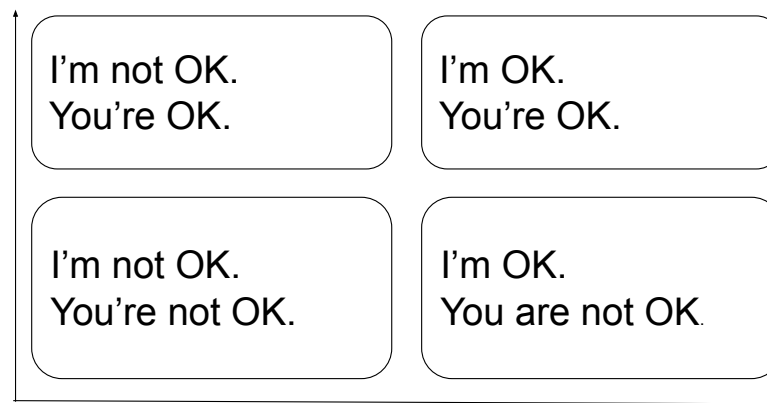 I’m not OK.
You're OK.
I’m OK.
You’re OK.
I’m not OK.
You’re not OK.
I’m OK.
You are not OK.